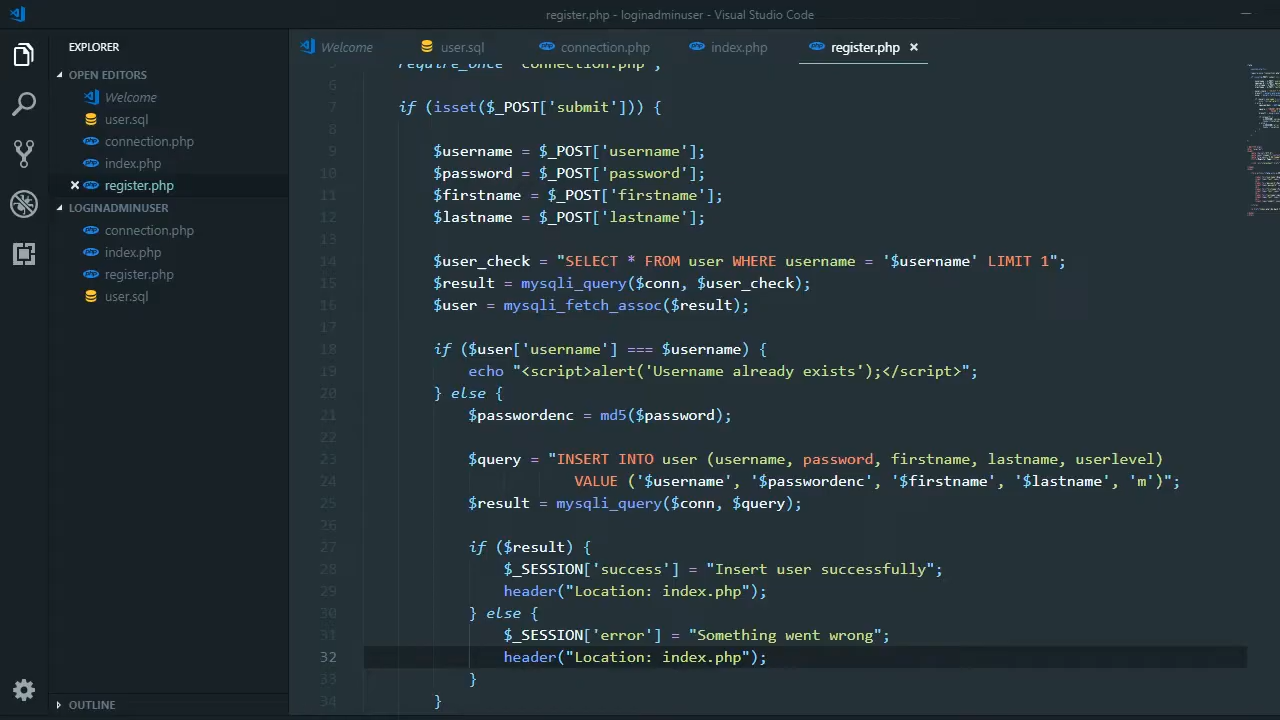 register.php - loginadminuser - Visual Studio Code
EXPLORER
OPEN EDITORS
Welcome
user.sql
connection.php
index.php
register.php
LOGINADMINUSER
connection.php
index.php
register.php
user.sql
OUTLINE
Welcome user.sql connection.php index.php register.php
5 require_once "connection.php";
6
7 if (isset($_POST['submit'])) {
8
9 $username = $_POST['username'];
10 $password = $_POST['password'];
11 $firstname = $_POST['firstname'];
12 $lastname = $_POST['lastname'];
13
14 $user_check = "SELECT * FROM user WHERE username = '$username' LIMIT 1";
15 $result = mysqli_query($conn, $user_check);
16 $user = mysqli_fetch_assoc($result);
17
18 if ($user['username'] === $username) {
19 echo "<script>alert('Username already exists');</script>";
20 } else {
21 $passwordenc = md5($password);
22
23 $query = "INSERT INTO user (username, password, firstname, lastname, userlevel)
24 VALUE ('$username', '$passwordenc', '$firstname', '$lastname', 'm')";
25 $result = mysqli_query($conn, $query);
26
27 if ($result) {
28 $_SESSION['success'] = "Insert user successfully";
29 header("Location: index.php");
30 } else {
31 $_SESSION['error'] = "Something went wrong";
32 header("Location: index.php");
33 }
34 }